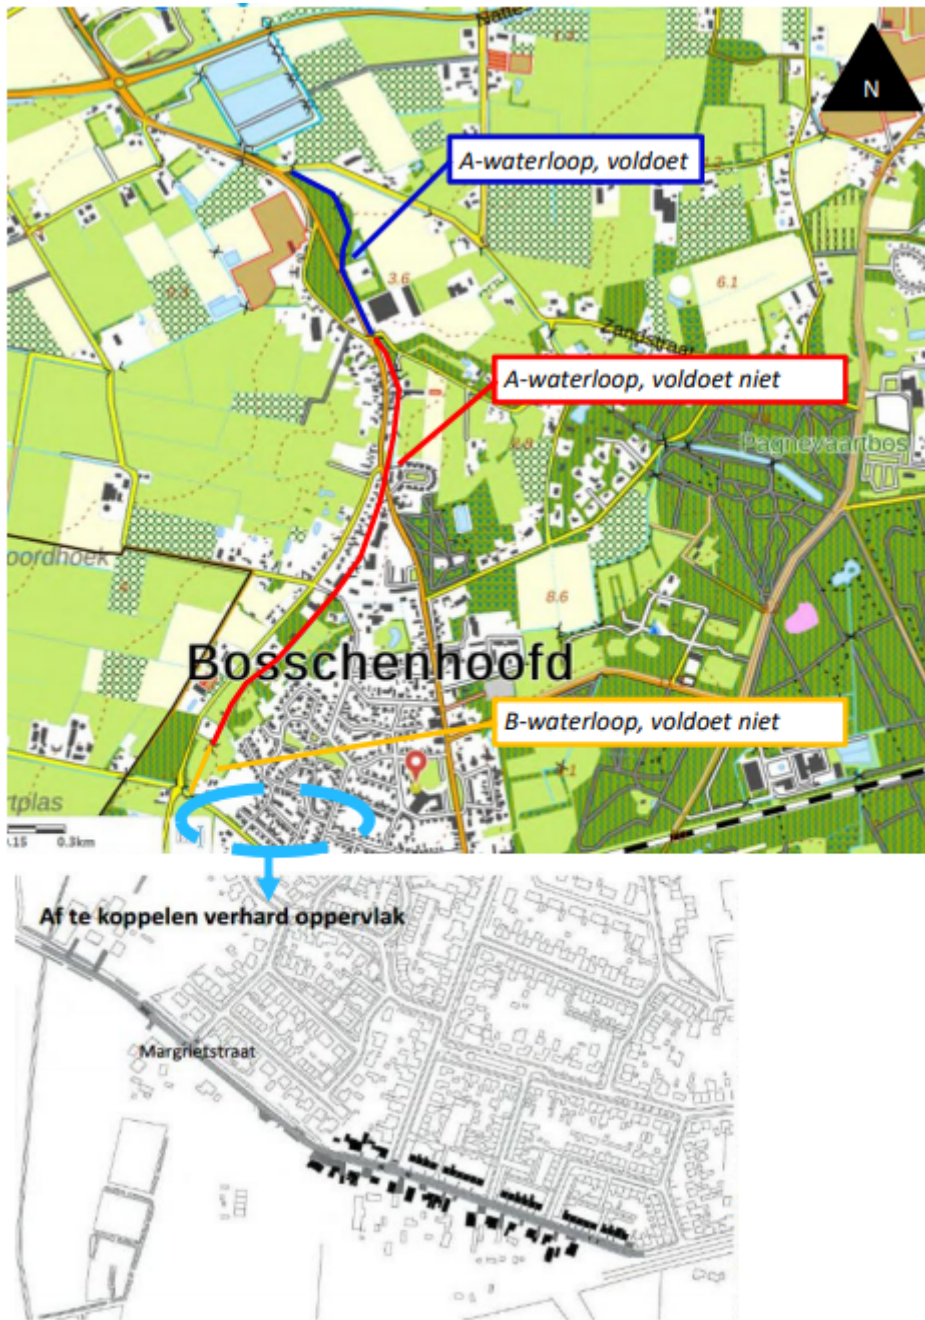 N
A-waterloop, voldoet
3.6
6.1
Zandstraat
A-waterloop, voldoet niet
Pagnevaartbos
oordhoek
8.6
Bosschenhoofd
B-waterloop, voldoet niet
rtplas
.15
0.3km
Af te koppelen verhard oppervlak
Margrietstraat